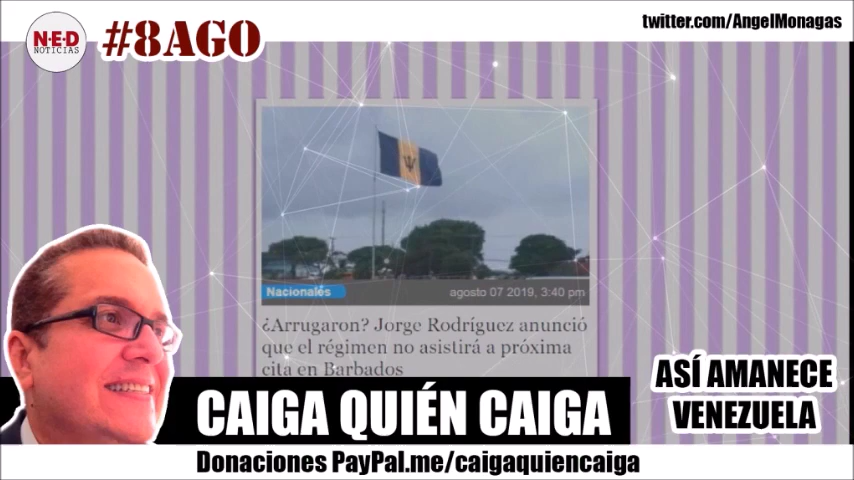 N·E·D
NOTICIAS
#8AGO
twitter.com/AngelMonagas
Nacionales
agosto 07 2019, 3:40 pm
¿Arrugaron? Jorge Rodríguez anunció
que el régimen no asistirá a próxima
cita en Barbados
CAIGA QUIÉN CAIGA
ASÍ AMANECE
VENEZUELA
Donaciones PayPal.me/caigaquiencaiga